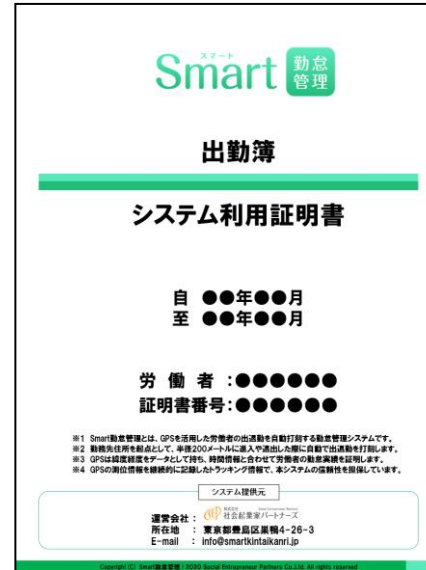 スマート
Smart 勤怠管理
出勤簿
システム利用証明書
自 ●●年●●月
至 ●●年●●月
労働者:●●●●●●
証明書番号:●●●●●●
※1 Smart勤怠管理とは、GPSを活用した労働者の出退勤を自動打刻する勤怠管理システムです。
※2 勤務先住所を起点として、半径200メートルに進入や退出した際に自動で出退勤を打刻します。
※3 GPSは緯度経度をデータとして持ち、時間情報と合わせて労働者の勤怠実績を証明します。
※4 GPSの測位情報を継続的に記録したトラッキング情報で、本システムの信頼性を担保しています。
システム提供元
運営会社: 株式会社 社会起業家パートナーズ Social Entrepreneur Partners
所在地 : 東京都豊島区巣鴨4-26-3
E-mail : info@smartkintaikanri.jp
Copyright (C) Smart勤怠管理 | 2020 Social Entrepreneur Partners Co.,Ltd. All rights reserved